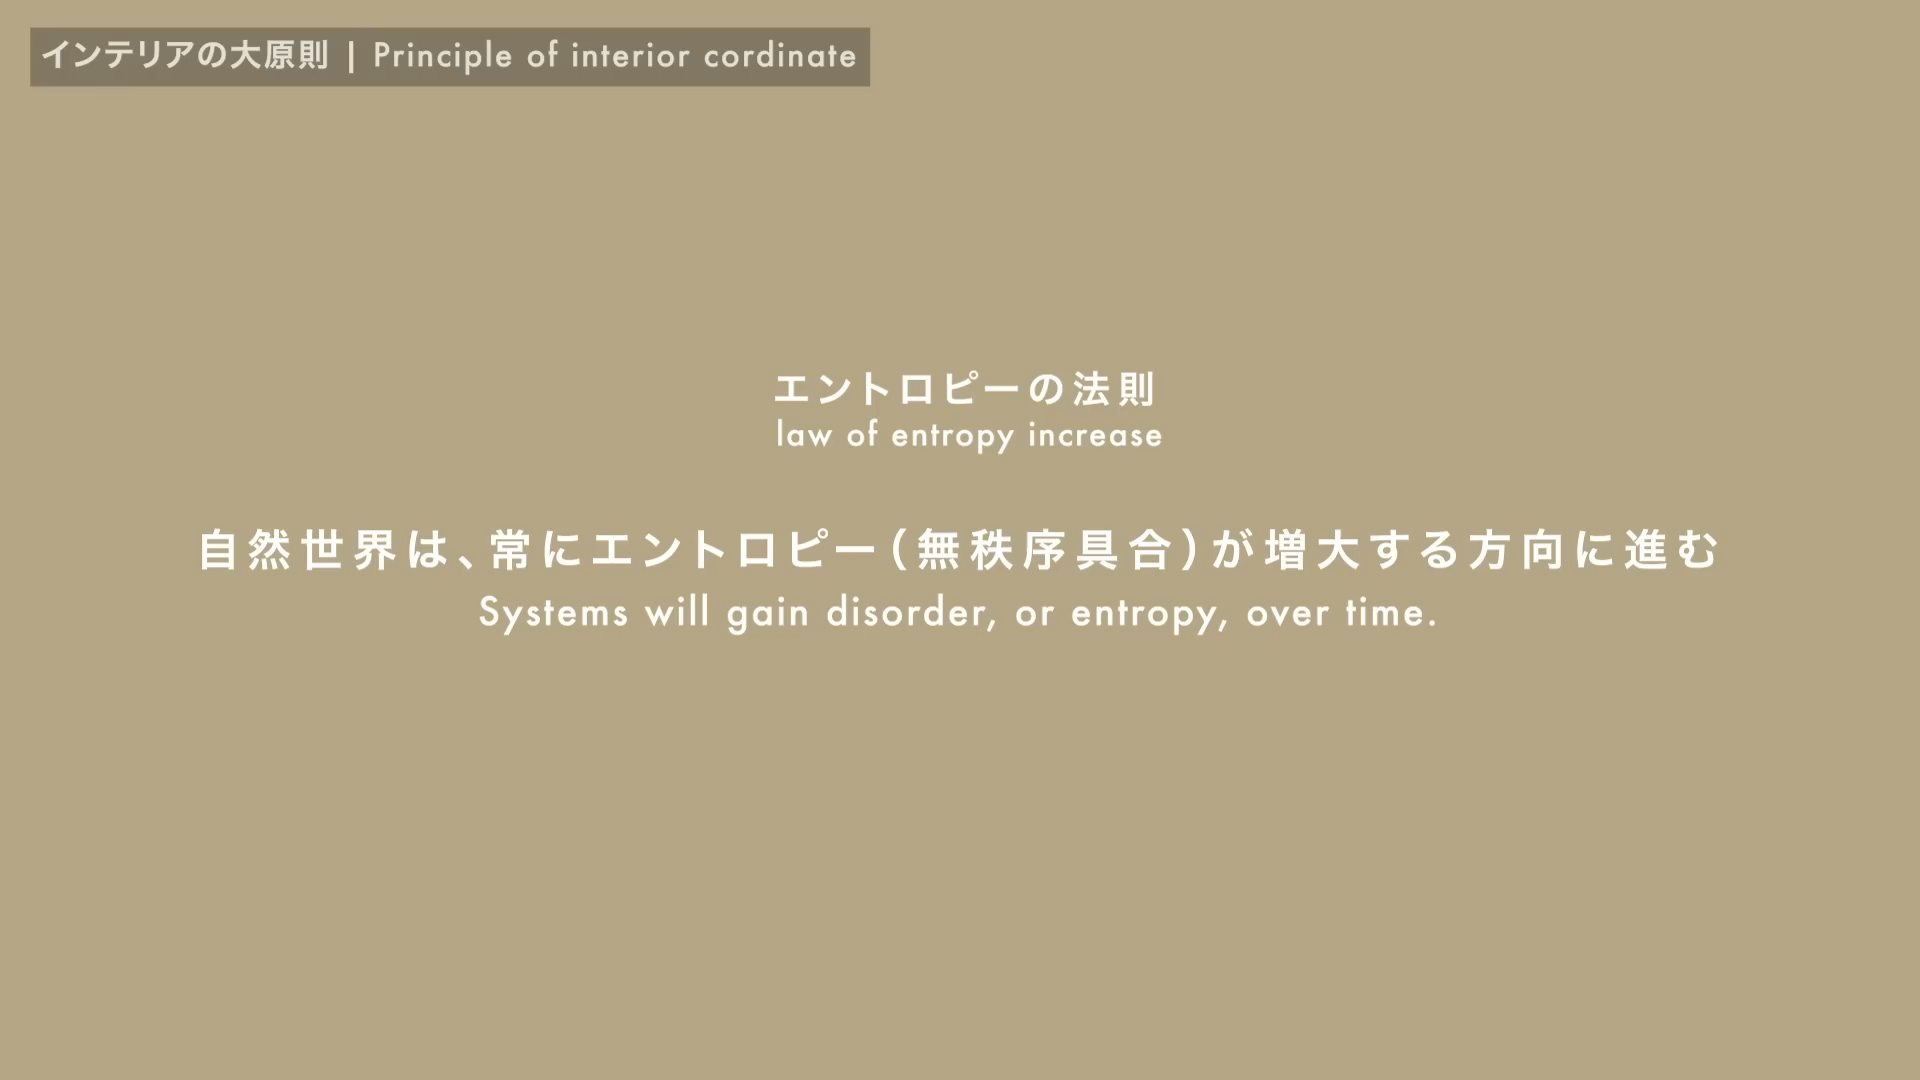 インテリアの大原則 | Principle of interior cordinate
エントロピーの法則
law of entropy increase
自然世界は、常にエントロピー(無秩序具合)が増大する方向に進む
Systems will gain disorder, or entropy, over time.